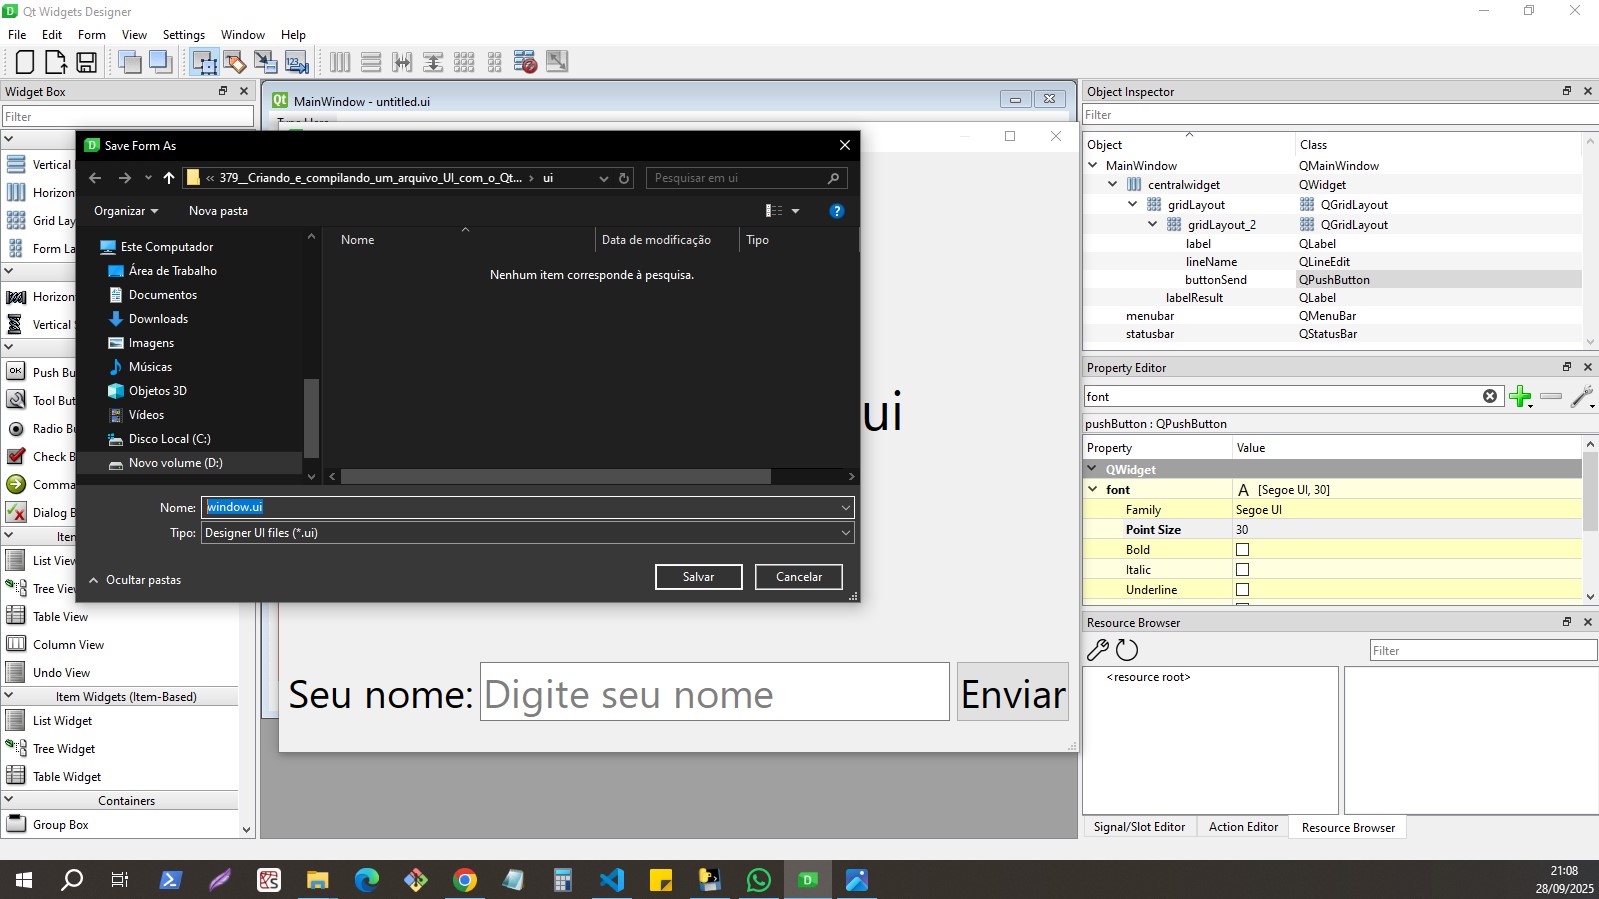 Qt Widgets Designer
File Edit Form View Settings Window Help
Widget Box
Filter
Vertical
Horizon
Grid Lay
Form La
Horizon
Vertical
OK Push Bu
Tool But
Radio Bu
Check B
Comma
Dialog B
Item
List View
Tree View
Table View
Column View
Undo View
Item Widgets (Item-Based)
List Widget
Tree Widget
Table Widget
Containers
Group Box
Qt MainWindow - untitled.ui
Save Form As
« 379__Criando_e_compilando_um_arquivo_UI_com_o_Qt... › ui
Pesquisar em ui
Organizar
Nova pasta
Este Computador
Área de Trabalho
Documentos
Downloads
Imagens
Músicas
Objetos 3D
Vídeos
Disco Local (C:)
Novo volume (D:)
Nome Data de modificação Tipo
Nenhum item corresponde à pesquisa.
Nome: window.ui
Tipo: Designer UI files (*.ui)
Ocultar pastas
Salvar
Cancelar
ui
Seu nome: Digite seu nome Enviar
Object Inspector
Filter
Object Class
MainWindow QMainWindow
centralwidget QWidget
gridLayout QGridLayout
gridLayout_2 QGridLayout
label QLabel
lineName QLineEdit
buttonSend QPushButton
labelResult QLabel
menubar QMenuBar
statusbar QStatusBar
Property Editor
font
pushButton : QPushButton
Property Value
QWidget
font A [Segoe UI, 30]
Family Segoe UI
Point Size 30
Bold
Italic
Underline
Resource Browser
Filter
<resource root>
Signal/Slot Editor Action Editor Resource Browser
21:08
28/09/2025